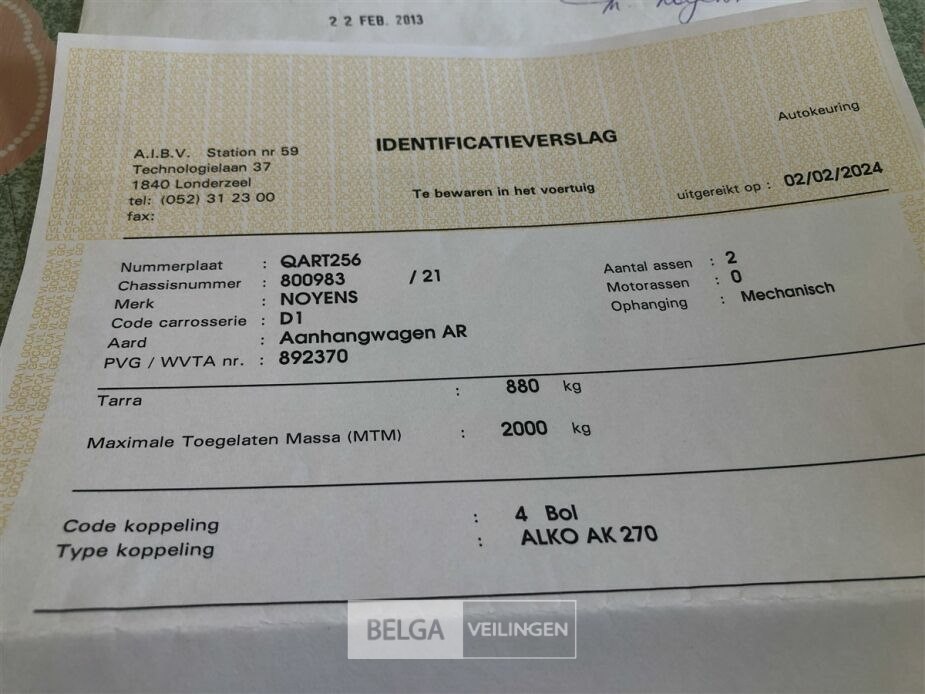 22 FEB. 2013
Autokeuring
IDENTIFICATIEVERSLAG
A.I.B.V. Station nr 59
Technologielaan 37
1840 Londerzeel
tel: (052) 31 23 00
fax:
Te bewaren in het voertuig
uitgereikt op : 02/02/2024
Nummerplaat : QART256
Chassisnummer : 800983 / 21
Merk : NOYENS
Code carrosserie : D1
Aard : Aanhangwagen AR
PVG / WVTA nr. : 892370
Aantal assen : 2
Motorassen : 0
Ophanging : Mechanisch
Tarra : 880 kg
Maximale Toegelaten Massa (MTM) : 2000 kg
Code koppeling : 4 Bol
Type koppeling : ALKO AK 270
BELGA VEILINGEN